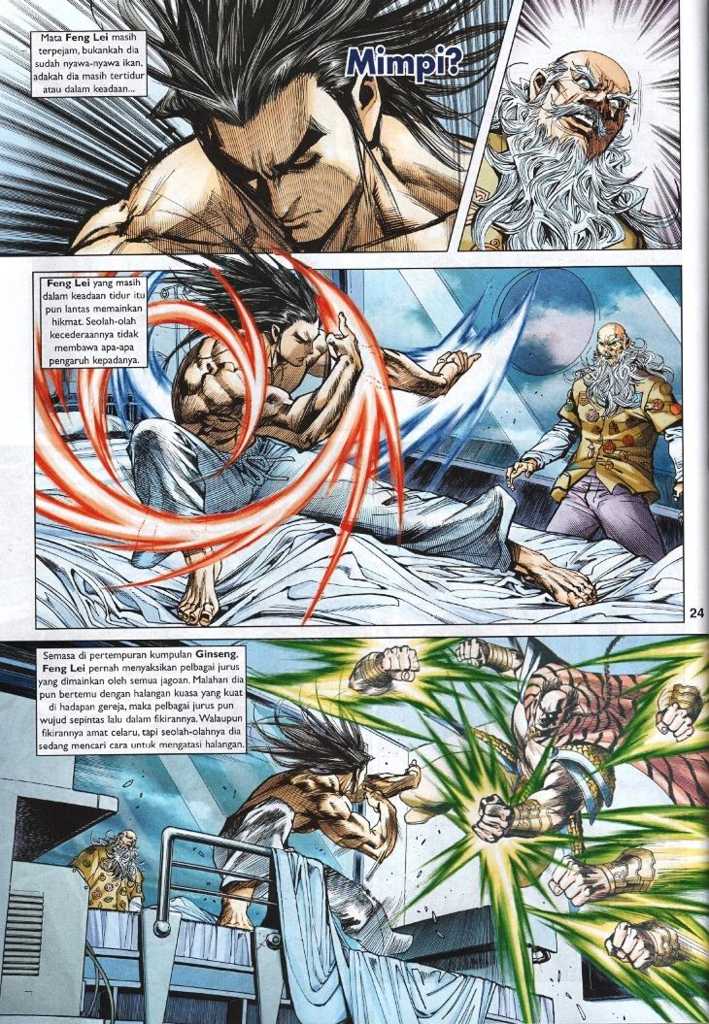 Mata Feng Lei masih
terpejam, bukankah dia
sudah nyawa-nyawa ikan,
adakah dia masih tertidur
atau dalam keadaan...
Mimpi?
Feng Lei yang masih
dalam keadaan tidur itu
pun lantas memainkan
hikmat. Seolah-olah
kecederaannya tidak
membawa apa-apa
pengaruh kepadanya.
24
Semasa di pertempuran kumpulan Ginseng.
Feng Lei pernah menyaksikan pelbagai jurus
yang dimainkan oleh semua jagoan. Malahan dia
pun bertemu dengan halangan kuasa yang kuat
di hadapan gereja, maka pelbagai jurus pun
wujud sepintas lalu dalam fikirannya. Walaupun
fikirannya amat celaru, tapi seolah-olahnya dia
sedang mencari cara untuk mengatasi halangan.